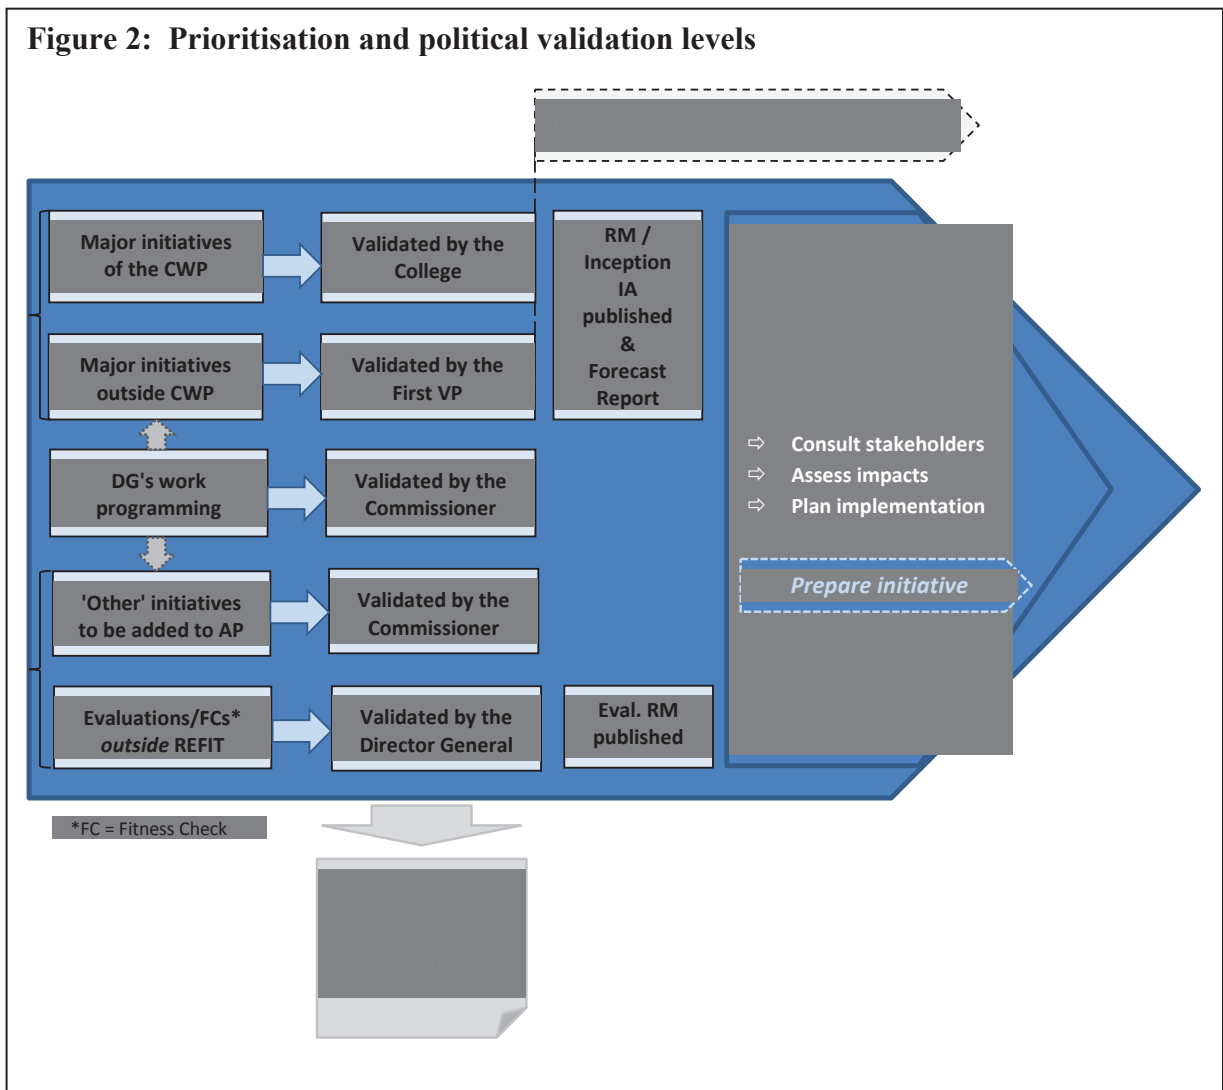 Figure 2: Prioritisation and political validation levels
Major initiatives
of the CWP
Validated by the
College
RM /
Inception
IA
published
&
Forecast
Report
Major initiatives
outside CWP
Validated by the
First VP
DG's work
programming
Validated by the
Commissioner
⇨ Consult stakeholders
⇨ Assess impacts
⇨ Plan implementation
Prepare initiative
'Other' initiatives
to be added to AP
Validated by the
Commissioner
Evaluations/FCs*
outside REFIT
Validated by the
Director General
Eval. RM
published
*FC = Fitness Check